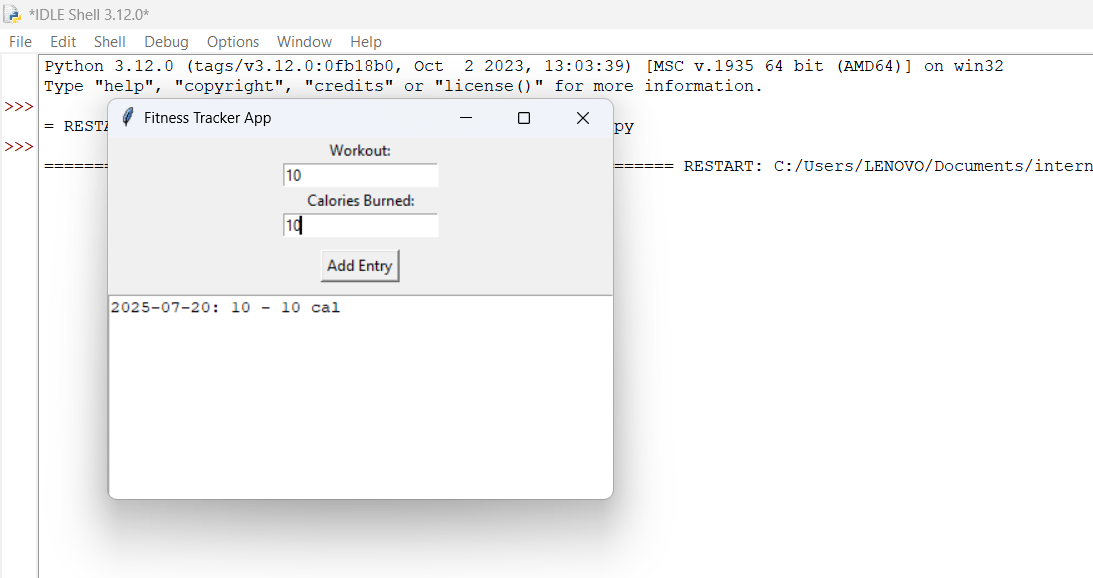 *IDLE Shell 3.12.0*
File Edit Shell Debug Options Window Help
Python 3.12.0 (tags/v3.12.0:0fb18b0, Oct  2 2023, 13:03:39) [MSC v.1935 64 bit (AMD64)] on win32
Type "help", "copyright", "credits" or "license()" for more information.
>>>
= RESTA
py
>>>
======= ====== RESTART: C:/Users/LENOVO/Documents/intern
Fitness Tracker App
Workout:
10
Calories Burned:
10
Add Entry
2025-07-20: 10 - 10 cal